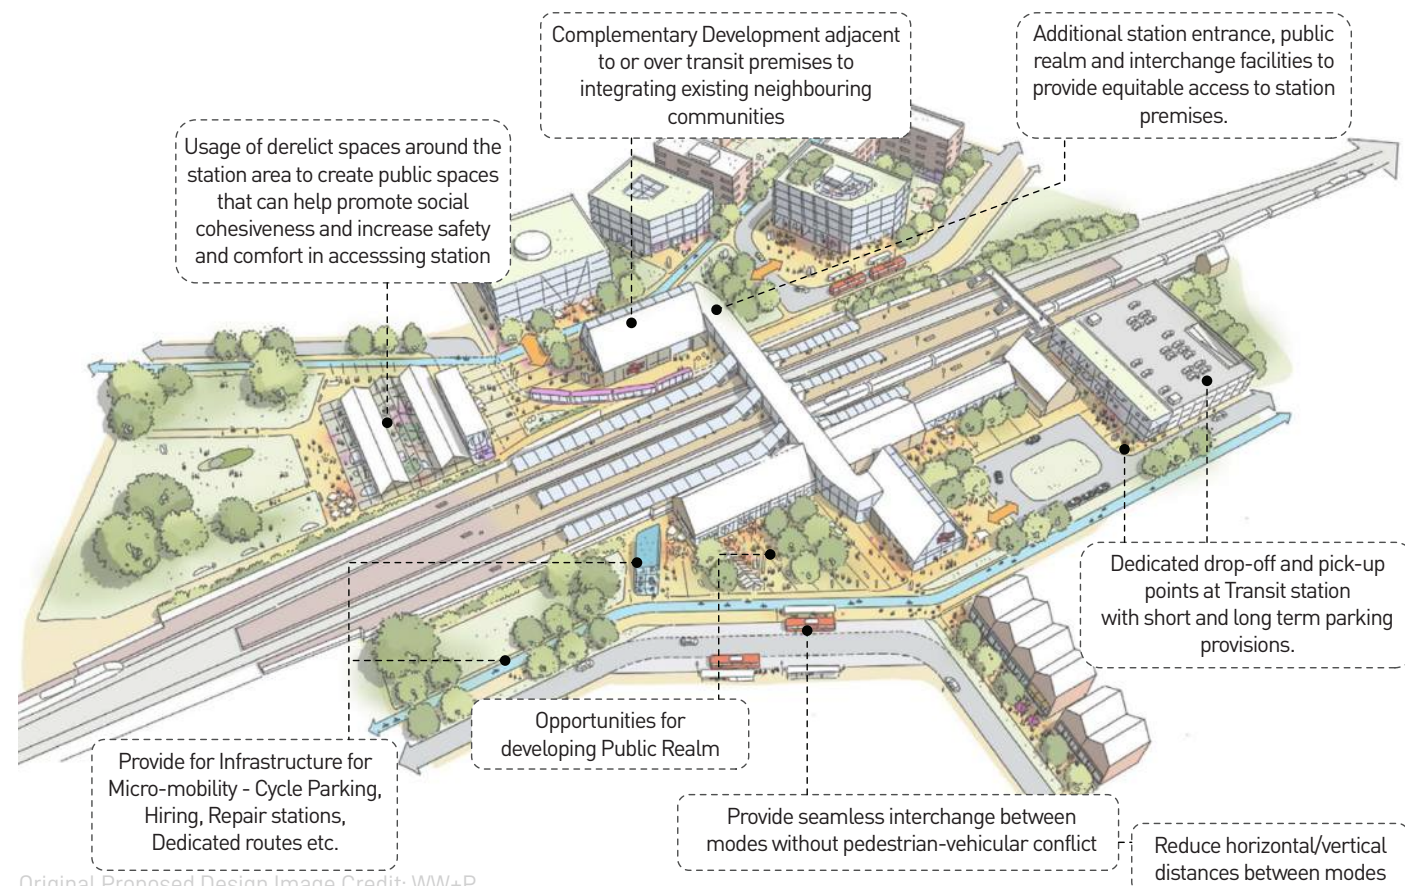 Complementary Development adjacent
to or over transit premises to
integrating existing neighbouring
communities
Additional station entrance, public
realm and interchange facilities to
provide equitable access to station
premises.
Usage of derelict spaces around the
station area to create public spaces
that can help promote social
cohesiveness and increase safety
and comfort in accesssing station
Dedicated drop-off and pick-up
points at Transit station
with short and long term parking
provisions.
Opportunities for
developing Public Realm
Provide for Infrastructure for
Micro-mobility - Cycle Parking,
Hiring, Repair stations,
Dedicated routes etc.
Provide seamless interchange between
modes without pedestrian-vehicular conflict
Reduce horizontal/vertical
distances between modes
Original Proposed Design Image Credit: WW+P